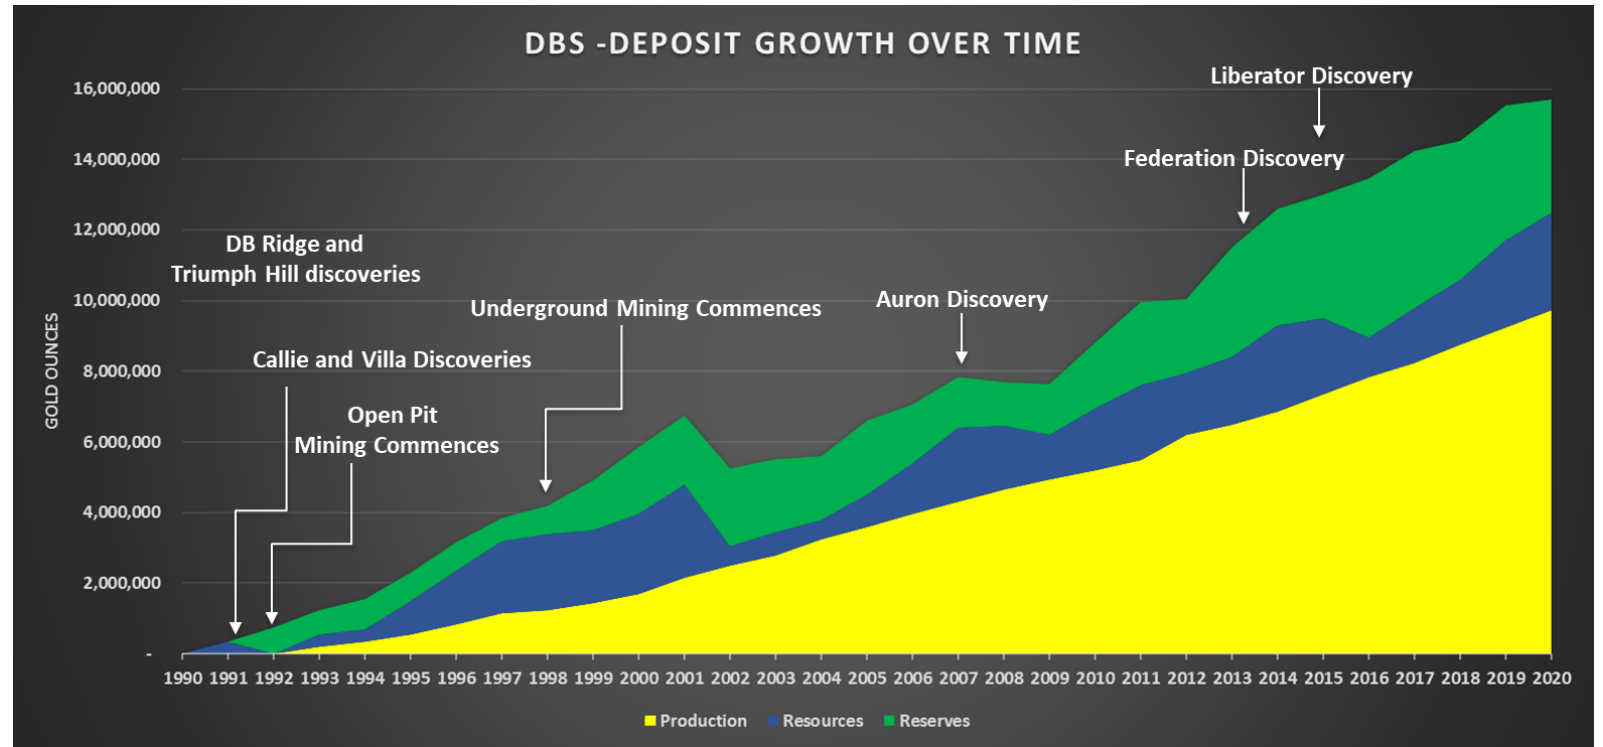 DBS -DEPOSIT GROWTH OVER TIME
Liberator Discovery
Federation Discovery
DB Ridge and
Triumph Hill discoveries
Underground Mining Commences
Auron Discovery
Callie and Villa Discoveries
Open Pit
Mining Commences
GOLD OUNCES
16,000,000
14,000,000
12,000,000
10,000,000
8,000,000
6,000,000
4,000,000
2,000,000
-
1990 1991 1992 1993 1994 1995 1996 1997 1998 1999 2000 2001 2002 2003 2004 2005 2006 2007 2008 2009 2010 2011 2012 2013 2014 2015 2016 2017 2018 2019 2020
Production Resources Reserves